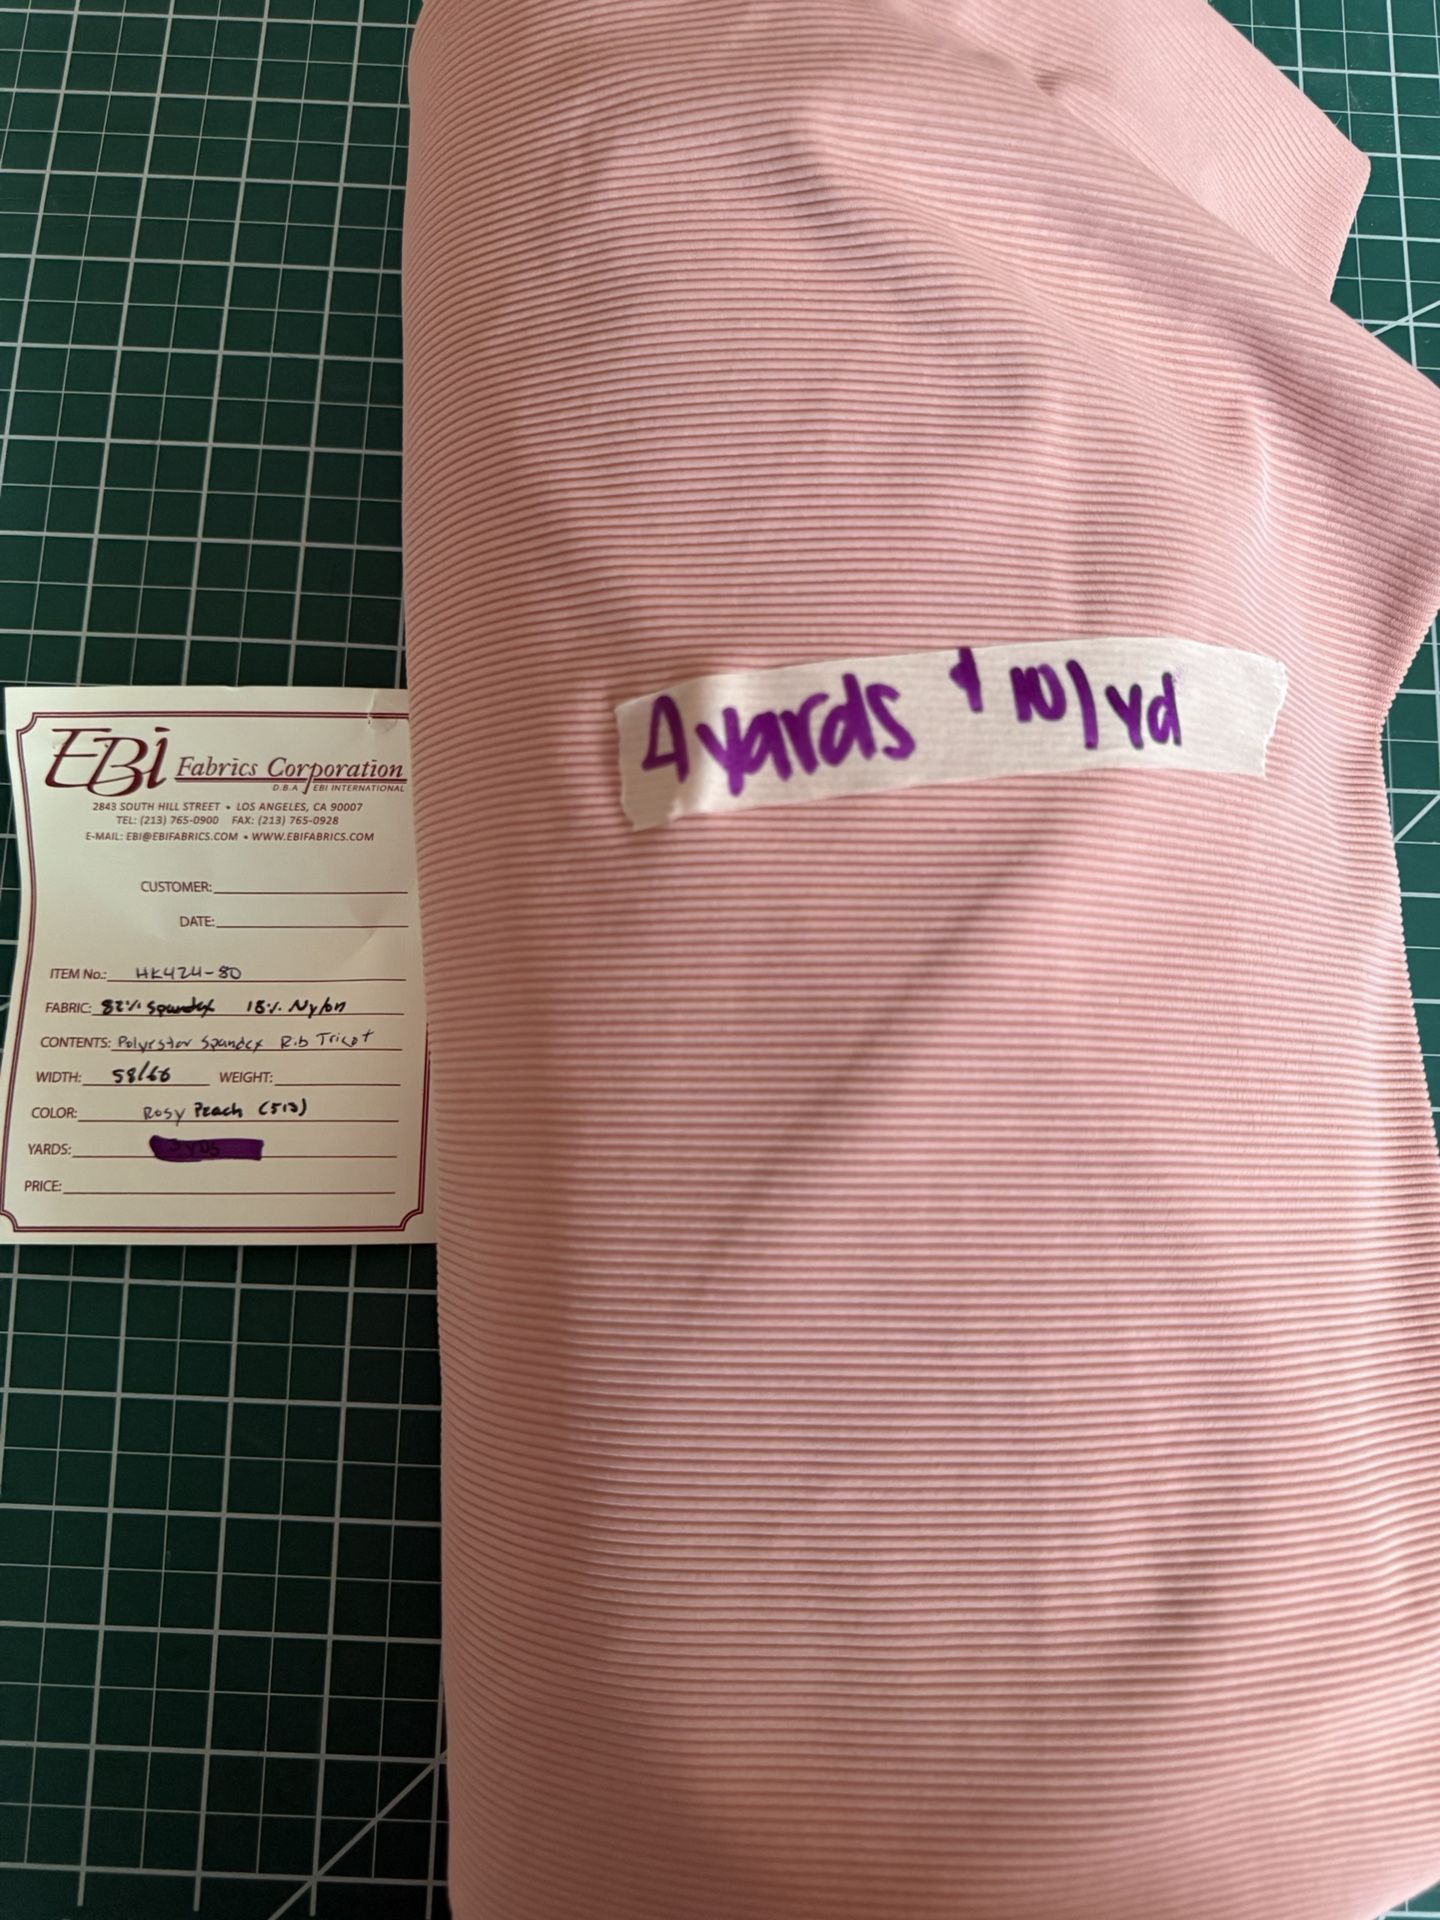 EBI Fabrics Corporation
D.B.A EBI INTERNATIONAL
2843 SOUTH HILL STREET • LOS ANGELES, CA 90007
TEL: (213) 765-0900 FAX: (213) 765-0928
E-MAIL: EBI@EBIFABRICS.COM • WWW.EBIFABRICS.COM
CUSTOMER:
DATE:
ITEM No.: HK424-80
FABRIC: 82% Spandex 18% Nylon
CONTENTS: Polyester Spandex Rib Tricot
WIDTH: 58/60 WEIGHT:
COLOR: Rosy Peach (513)
YARDS: 3 YDS
PRICE:
4 yards $10/yd